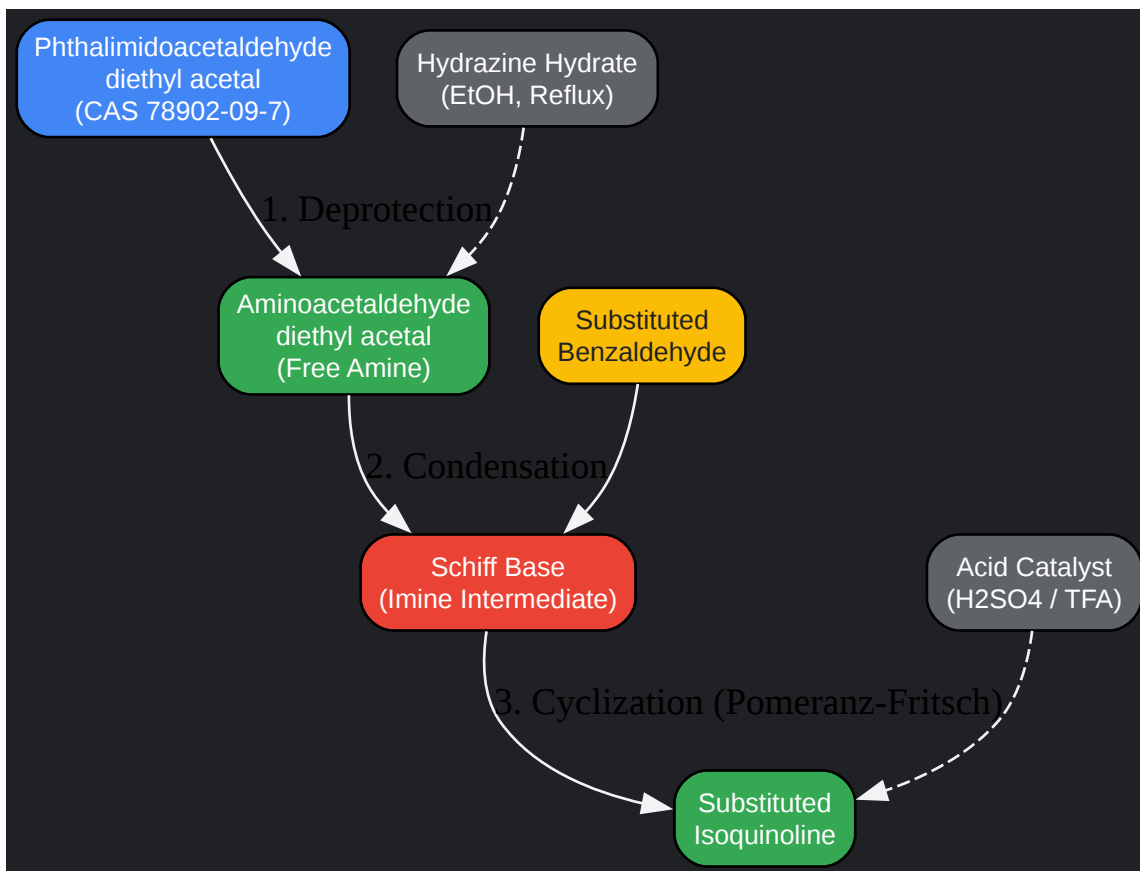 Phthalimidoacetaldehyde
diethyl acetal
(CAS 78902-09-7)
Hydrazine Hydrate
(EtOH, Reflux)
1. Deprotection
Aminoacetaldehyde
diethyl acetal
(Free Amine)
Substituted
Benzaldehyde
2. Condensation
Schiff Base
(Imine Intermediate)
Acid Catalyst
(H2SO4 / TFA)
3. Cyclization (Pomeranz-Fritsch)
Substituted
Isoquinoline